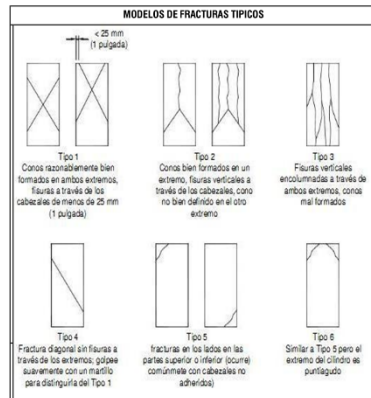 MODELOS DE FRACTURAS TIPICOS
< 25 mm
(1 pulgada)
Tipo 1
Conos razonablemente bien
formados en ambos extremos,
fisuras a través de los
cabezales de menos de 25 mm
(1 pulgada)
Tipo 2
Conos bien formados en un
extremo, fisuras verticales a
través de los cabezales, cono
no bien definido en el otro
extremo
Tipo 3
Fisuras verticales
encolumnadas a través de
ambos extremos, conos
mal formados
Tipo 4
Fractura diagonal sin fisuras a
través de los extremos; golpee
suavemente con un martillo
para distinguirla del Tipo 1
Tipo 5
fracturas en los lados en las
partes superior o inferior (ocurre)
comúnmete con cabezales no
adheridos)
Tipo 6
Similar a Tipo 5 pero el
extremo del cilindro es
puntiagudo